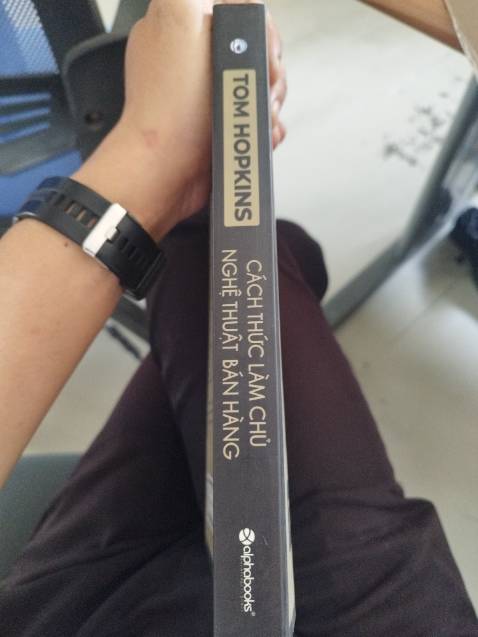 TOM HOPKINS
CÁCH THỨC LÀM CHỦ
NGHỆ THUẬT BÁN HÀNG
alphabooks®